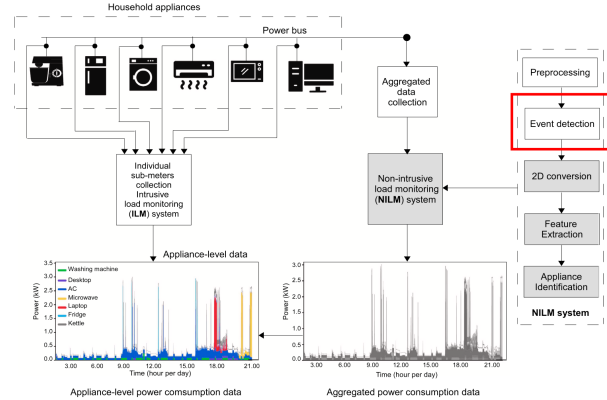 Household appliances
Power bus
Aggregated
data
collection
Preprocessing
Event detection
2D conversion
Feature
Extraction
Appliance
Identification
NILM system
Individual
sub-meters
collection
Intrusive
load monitoring
(ILM) system
Non-intrusive
load monitoring
(NILM) system
Appliance-level data
3.5
3.0
2.5
2.0
1.5
1.0
0.5
0.0
Power (kW)
Washing machine
Desktop
AC
Microwave
Laptop
Fridge
Kettle
3.00 6.00 9.00 12.00 15.00 18.00 21.00
Time (hour per day)
Appliance-level power comsumption data
3.0
2.5
2.0
1.5
1.0
0.5
0.0
Power (kW)
3.00 6.00 9.00 12.00 15.00 18.00 21.00
Time (hour per day)
Aggregated power consumption data